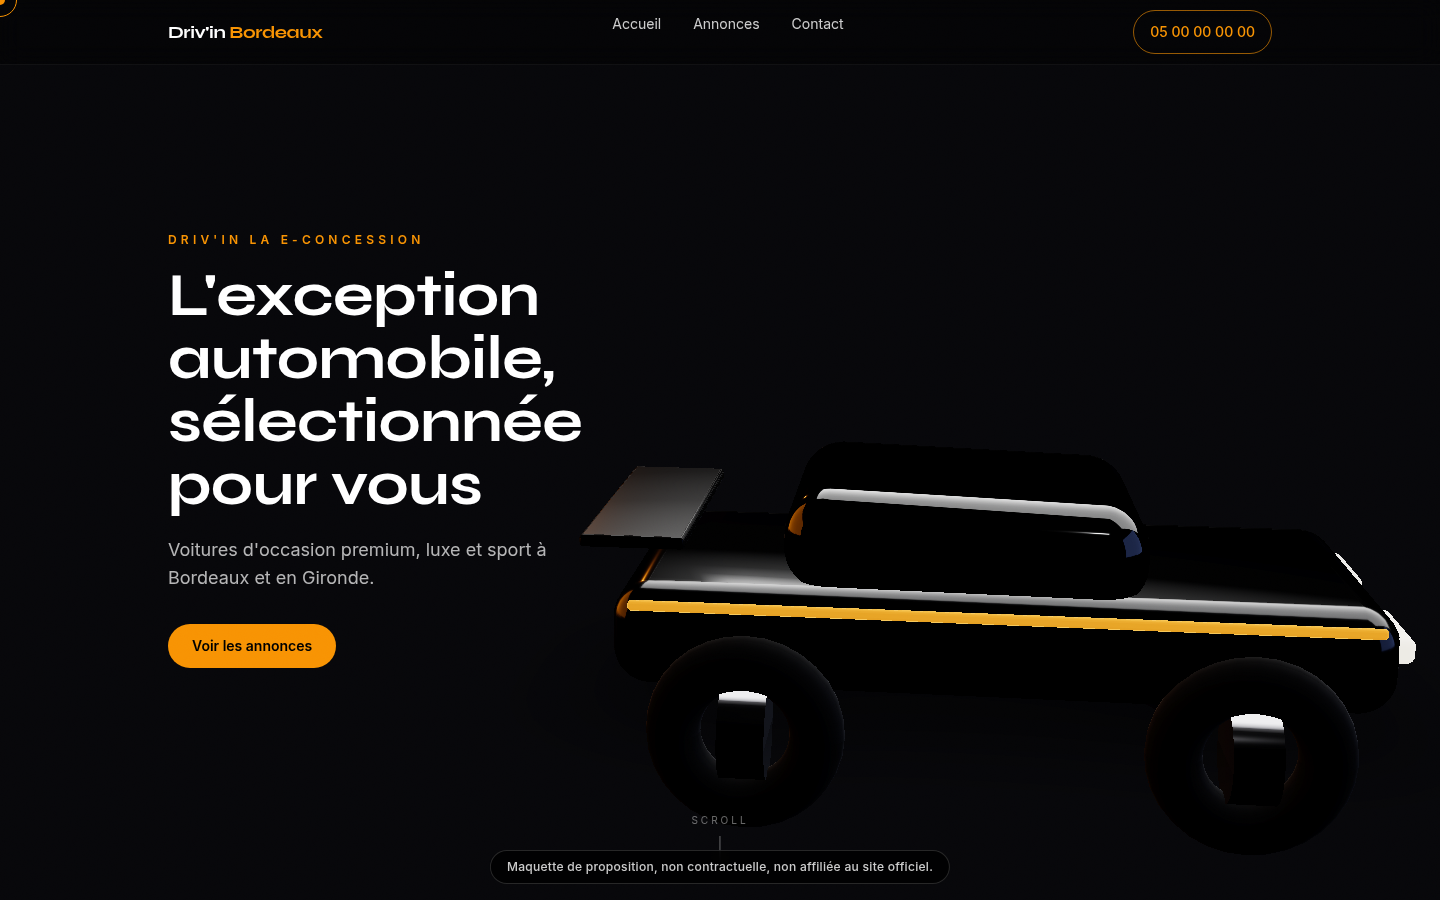 Driv'in Bordeaux
Accueil
Annonces
Contact
05 00 00 00 00
DRIV'IN LA E-CONCESSION
L'exception
automobile,
sélectionnée
pour vous
Voitures d'occasion premium, luxe et sport à
Bordeaux et en Gironde.
Voir les annonces
SCROLL
Maquette de proposition, non contractuelle, non affiliée au site officiel.